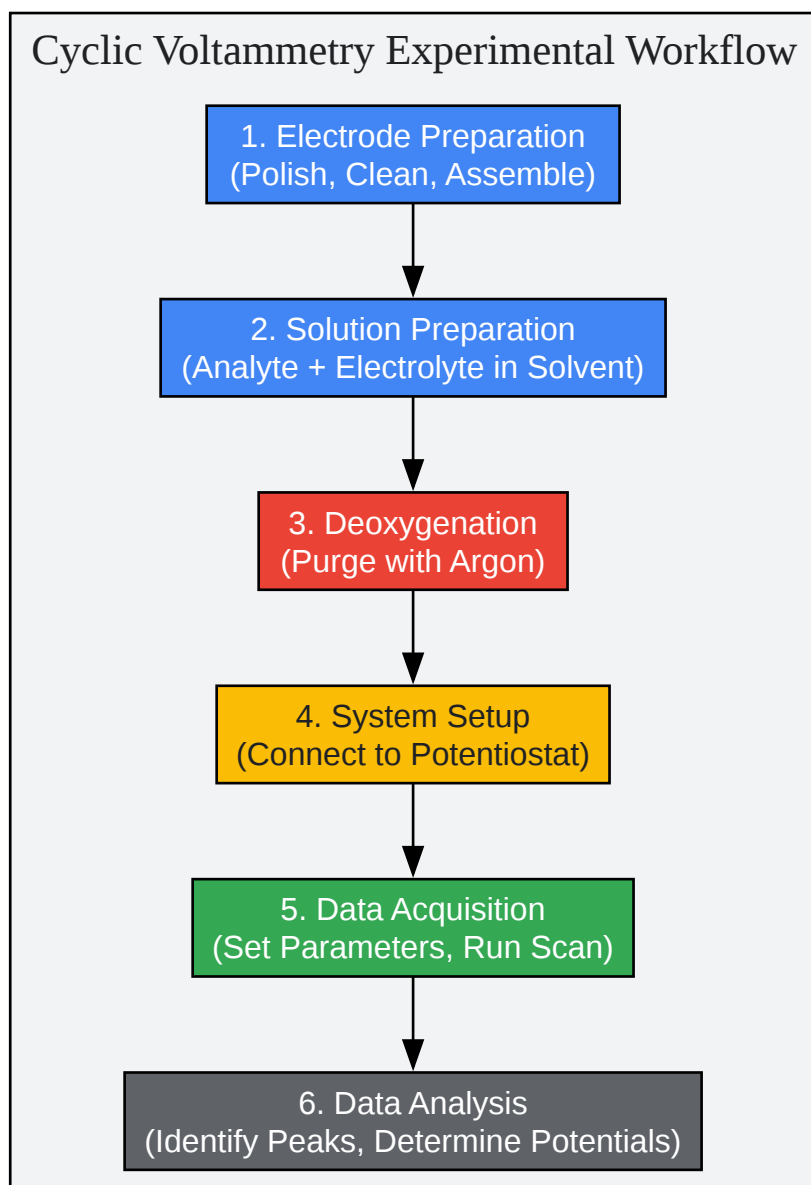 Cyclic Voltammetry Experimental Workflow
1. Electrode Preparation
(Polish, Clean, Assemble)
2. Solution Preparation
(Analyte + Electrolyte in Solvent)
3. Deoxygenation
(Purge with Argon)
4. System Setup
(Connect to Potentiostat)
5. Data Acquisition
(Set Parameters, Run Scan)
6. Data Analysis
(Identify Peaks, Determine Potentials)